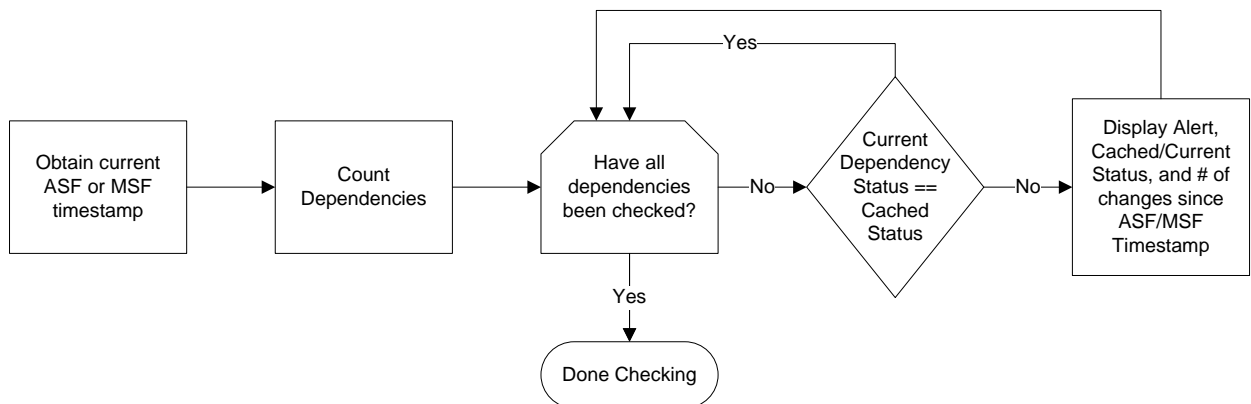 Yes
Obtain current
ASF or MSF
timestamp
Count
Dependencies
Have all
dependencies
been checked?
No
Current
Dependency
Status ==
Cached
Status
No
Display Alert,
Cached/Current
Status, and # of
changes since
ASF/MSF
Timestamp
Yes
Done Checking